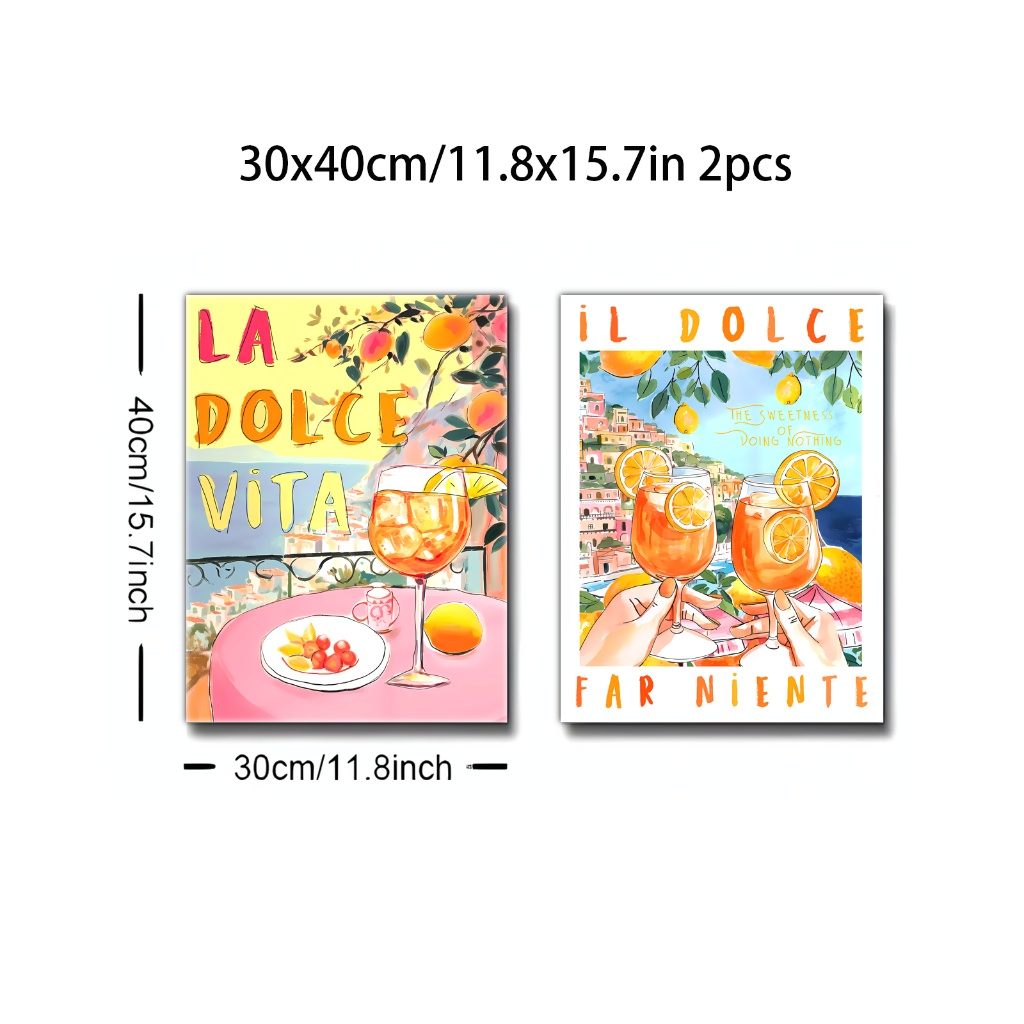 30x40cm/11.8x15.7in 2pcs
LA
DOLCE
ViTA
40cm/15.7inch
30cm/11.8inch
iL DOLCE
THE SWEETNESS
OF
DOING NOTHING
FAR NiENTE